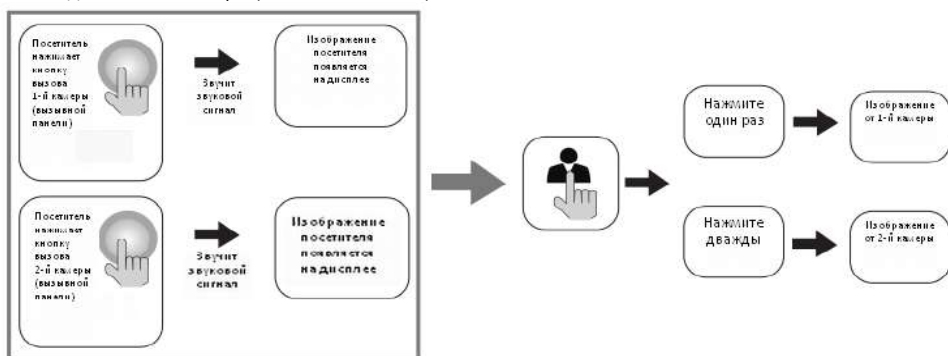 Посетитель
нажимает
кнопку
вызова
1-й камеры
(вызывной
панели)
Звучит
звуковой
сигнал
Изображение
посетителя
появляется
на дисплее
Посетитель
нажимает
кнопку
вызова
2-й камеры
(вызывной
панели)
Звучит
звуковой
сигнал
Изображение
посетителя
появляется
на дисплее
Нажмите
один раз
Изображение
от 1-й камеры
Нажмите
дважды
Изображение
от 2-й камеры